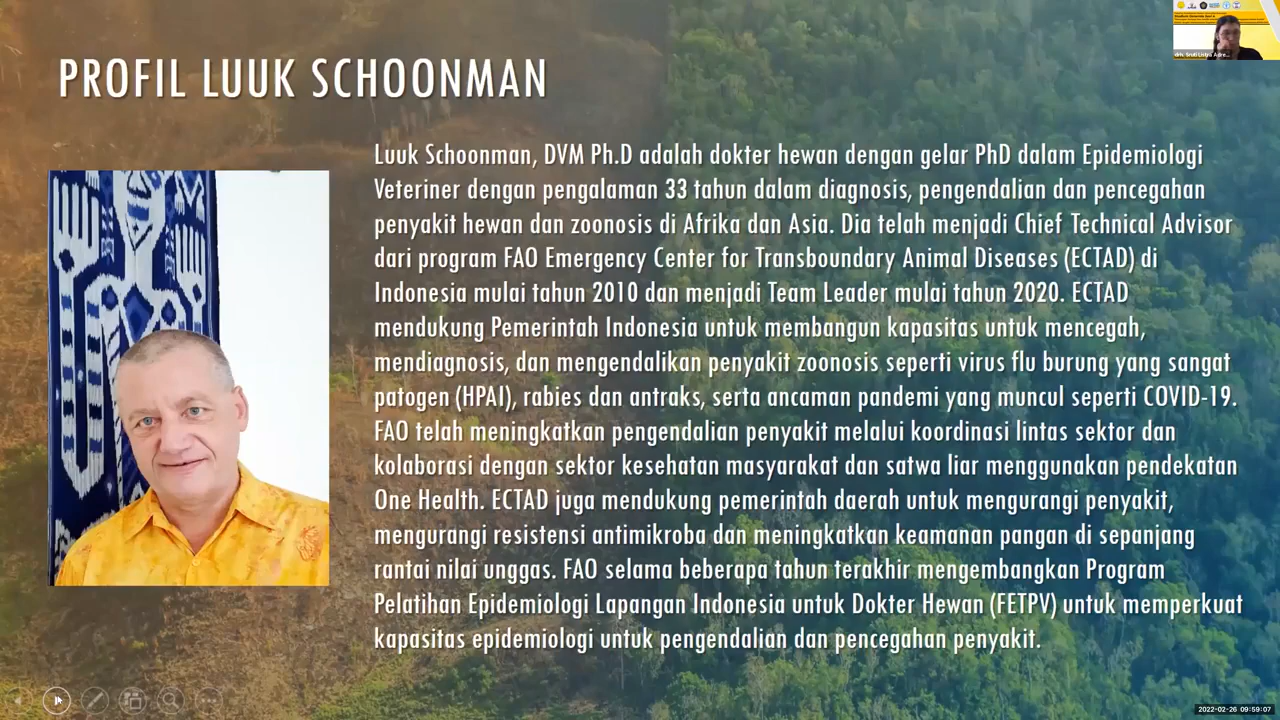 PROFIL LUUK SCHOONMAN
Luuk Schoonman, DVM Ph.D adalah dokter hewan dengan gelar PhD dalam Epidemiologi
Veteriner dengan pengalaman 33 tahun dalam diagnosis, pengendalian dan pencegahan
penyakit hewan dan zoonosis di Afrika dan Asia. Dia telah menjadi Chief Technical Advisor
dari program FAO Emergency Center for Transboundary Animal Diseases (ECTAD) di
Indonesia mulai tahun 2010 dan menjadi Team Leader mulai tahun 2020. ECTAD
mendukung Pemerintah Indonesia untuk membangun kapasitas untuk mencegah,
mendiagnosis, dan mengendalikan penyakit zoonosis seperti virus flu burung yang sangat
patogen (HPAI), rabies dan antraks, serta ancaman pandemi yang muncul seperti COVID-19.
FAO telah meningkatkan pengendalian penyakit melalui koordinasi lintas sektor dan
kolaborasi dengan sektor kesehatan masyarakat dan satwa liar menggunakan pendekatan
One Health. ECTAD juga mendukung pemerintah daerah untuk mengurangi penyakit,
mengurangi resistensi antimikroba dan meningkatkan keamanan pangan di sepanjang
rantai nilai unggas. FAO selama beberapa tahun terakhir mengembangkan Program
Pelatihan Epidemiologi Lapangan Indonesia untuk Dokter Hewan (FETPV) untuk memperkuat
kapasitas epidemiologi untuk pengendalian dan pencegahan penyakit.
2022-02-26 09:59:07